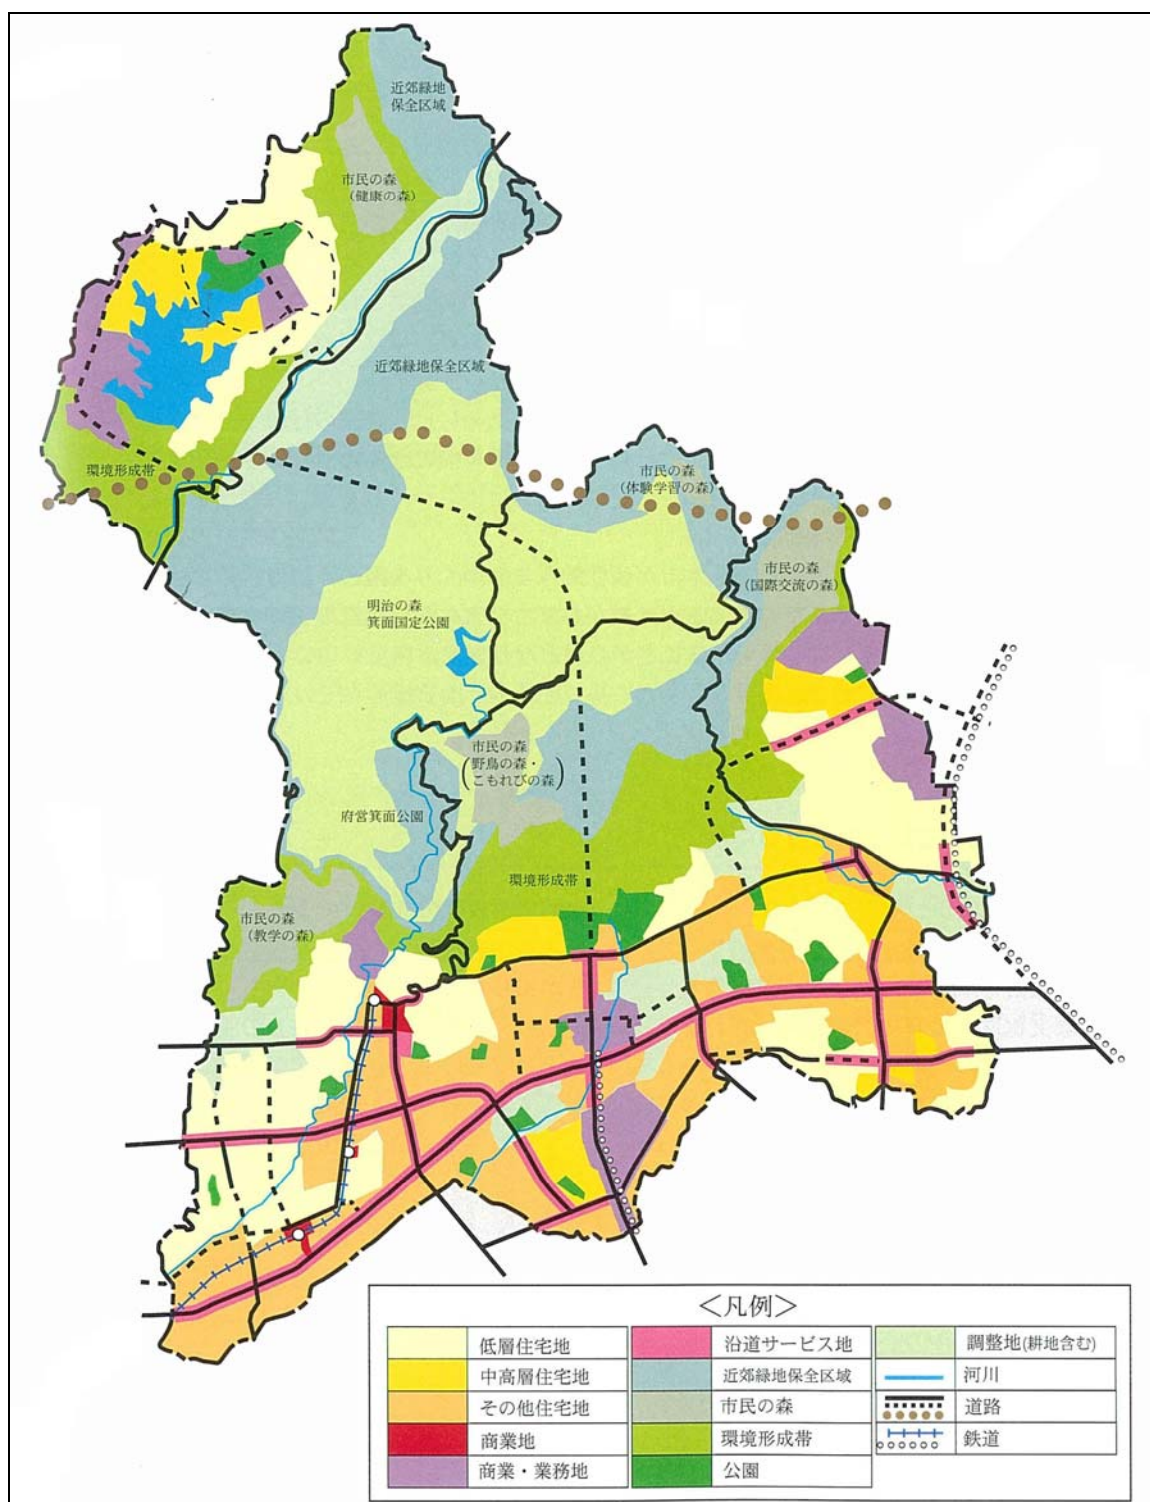 近郊緑地
保全区域
市民の森
(健康の森)
近郊緑地保全区域
環境形成帯
市民の森
(体験学習の森)
市民の森
(国際交流の森)
明治の森
箕面国定公園
市民の森
(野鳥の森・
こもれびの森)
府営箕面公園
環境形成帯
市民の森
(教学の森)
＜凡例＞
低層住宅地
沿道サービス地
調整地(耕地含む)
中高層住宅地
近郊緑地保全区域
河川
その他住宅地
市民の森
道路
商業地
環境形成帯
鉄道
商業・業務地
公園